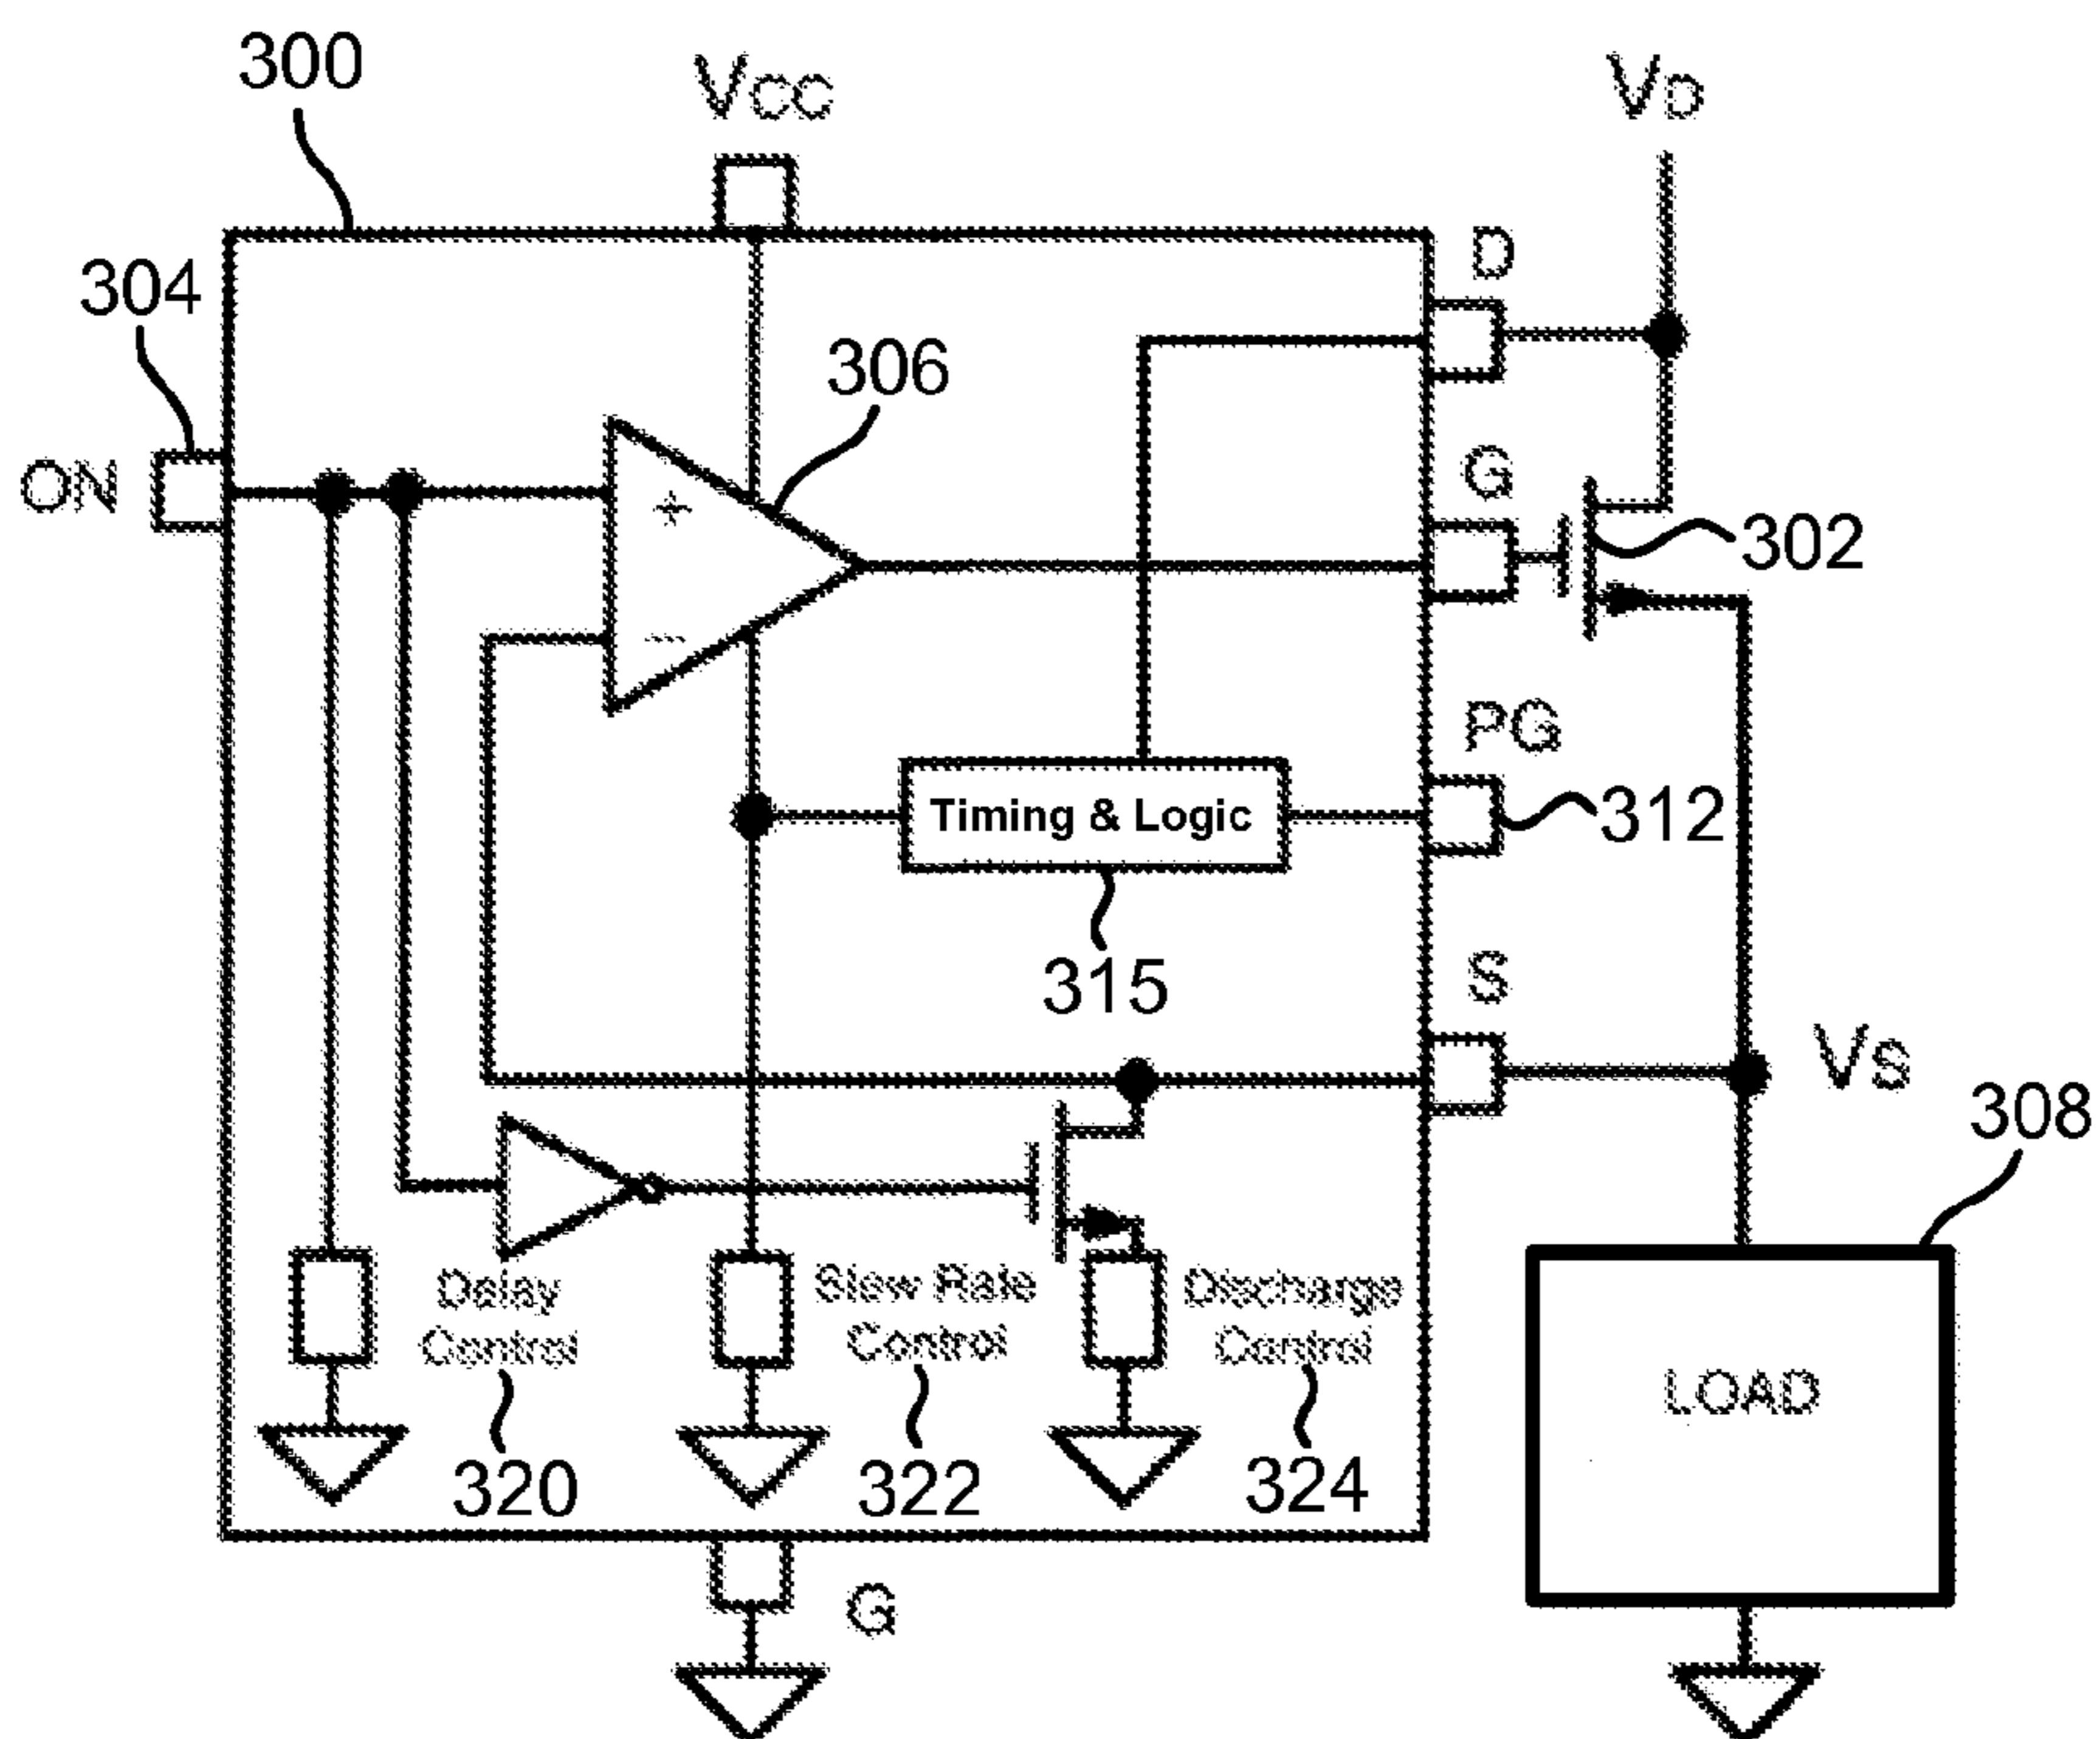 300
VCC
VD
304
D
306
ON
+
G
302
−
PG
Timing & Logic
312
315
S
VS
308
Delay
Control
Slew Rate
Control
Discharge
Control
LOAD
320
322
324
G